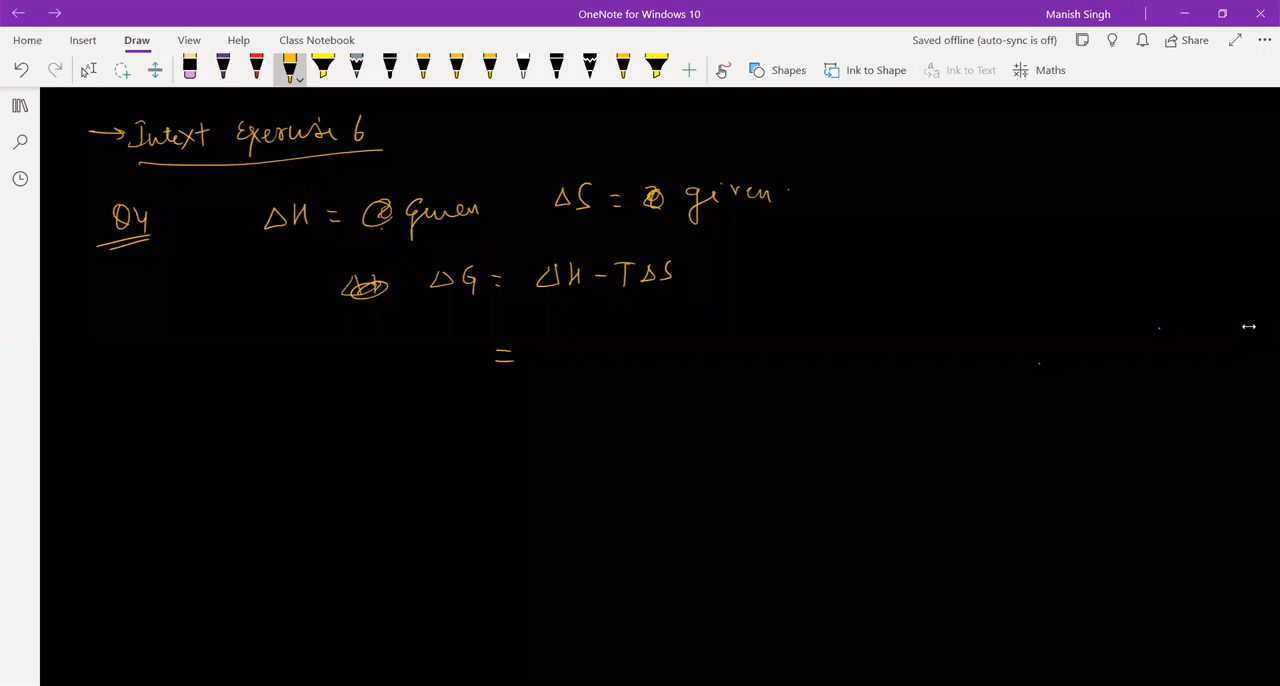 OneNote for Windows 10
Manish Singh
Home Insert Draw View Help Class Notebook
Saved offline (auto-sync is off) Share
Shapes Ink to Shape Ink to Text Maths
→ Intext Exercise 6
Q4 ΔH = given ΔS = given
ΔG = ΔH - TΔS
=